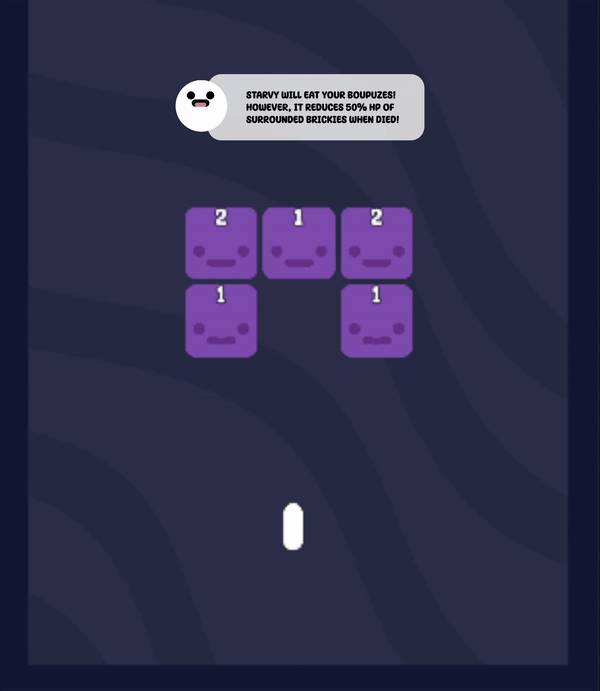 STARVY WILL EAT YOUR BOUPUZES!
HOWEVER, IT REDUCES 50% HP OF
SURROUNDED BRICKIES WHEN DIED!
2 1 2
1 1